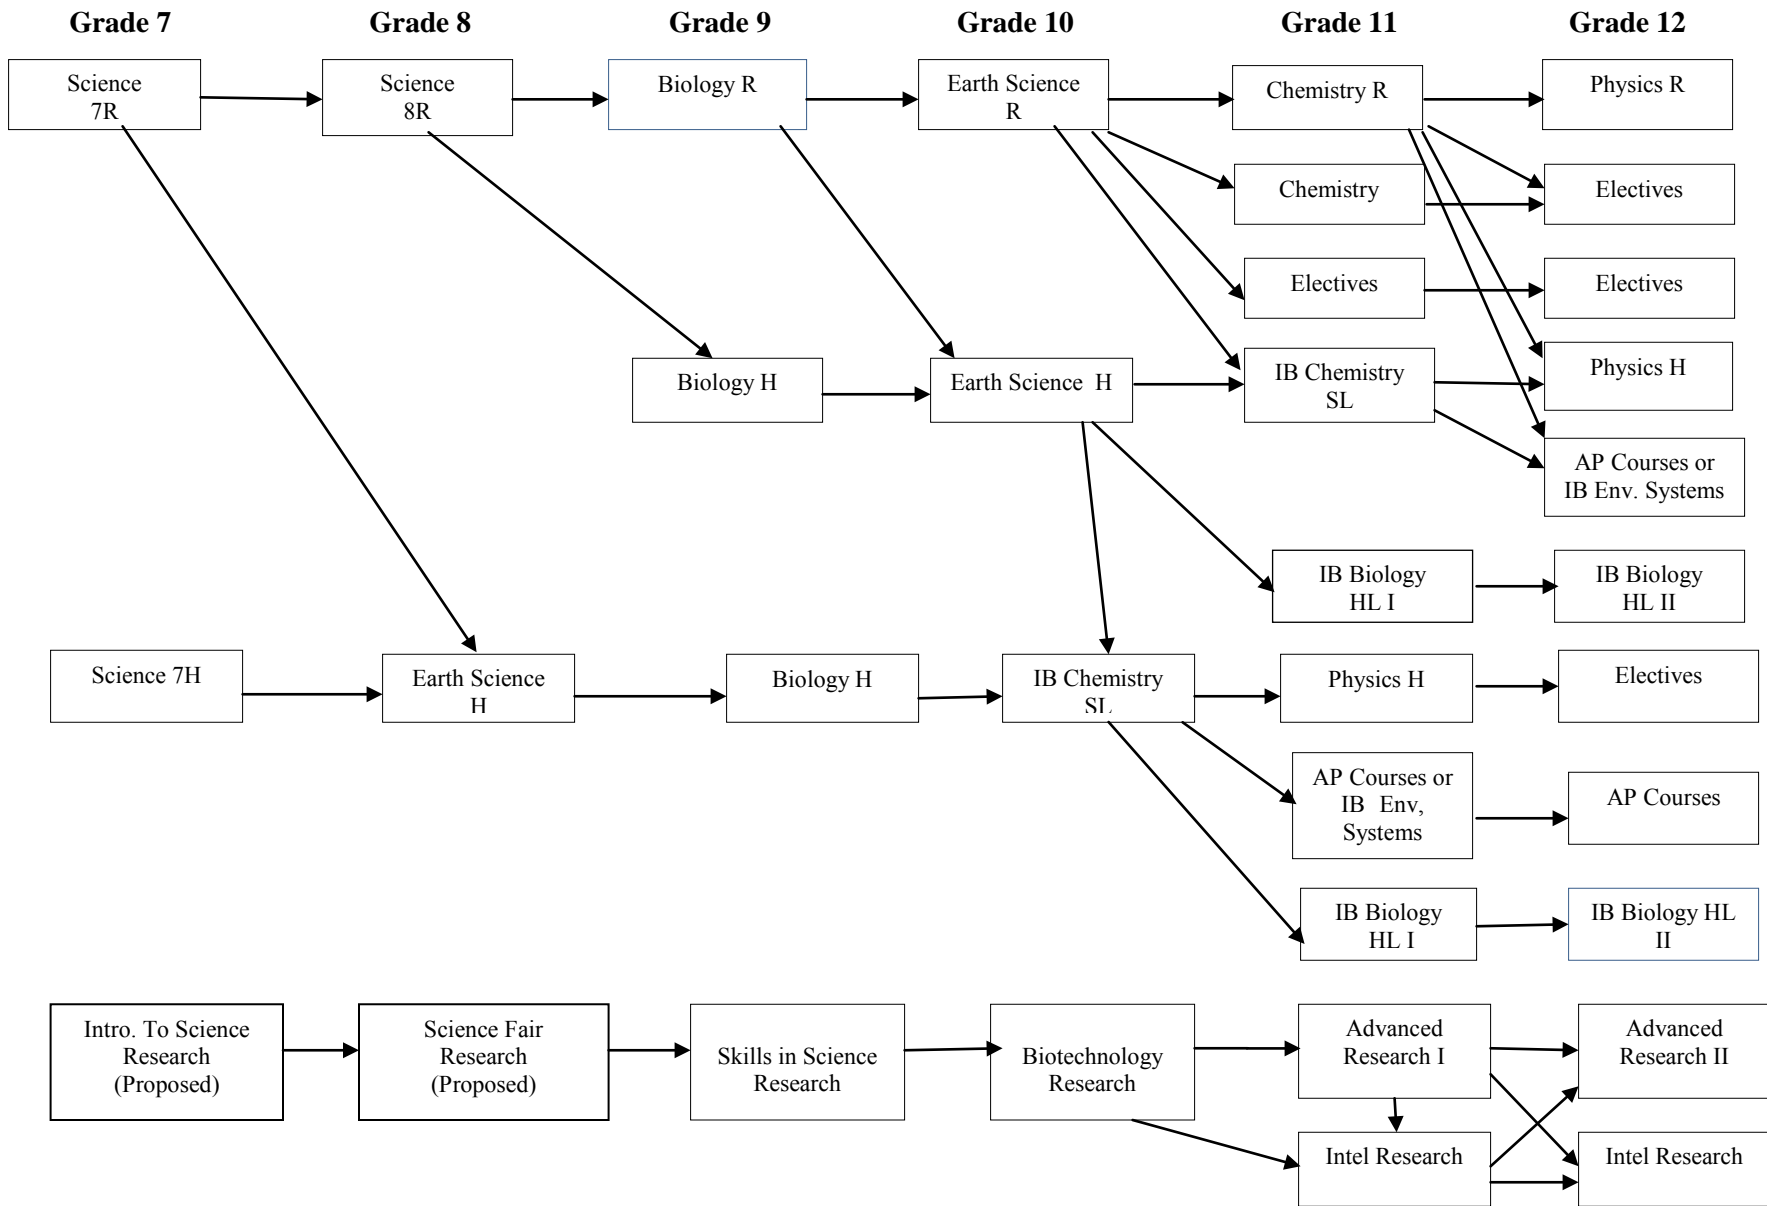 Grade 7
Grade 8
Grade 9
Grade 10
Grade 11
Grade 12
Science
7R
Science
8R
Biology R
Earth Science
R
Chemistry R
Physics R
Chemistry
Electives
Electives
Electives
Biology H
Earth Science H
IB Chemistry
SL
Physics H
AP Courses or
IB Env. Systems
IB Biology
HL I
IB Biology
HL II
Science 7H
Earth Science
H
Biology H
IB Chemistry
SL
Physics H
Electives
AP Courses or
IB Env,
Systems
AP Courses
IB Biology
HL I
IB Biology HL
II
Intro. To Science
Research
(Proposed)
Science Fair
Research
(Proposed)
Skills in Science
Research
Biotechnology
Research
Advanced
Research I
Advanced
Research II
Intel Research
Intel Research